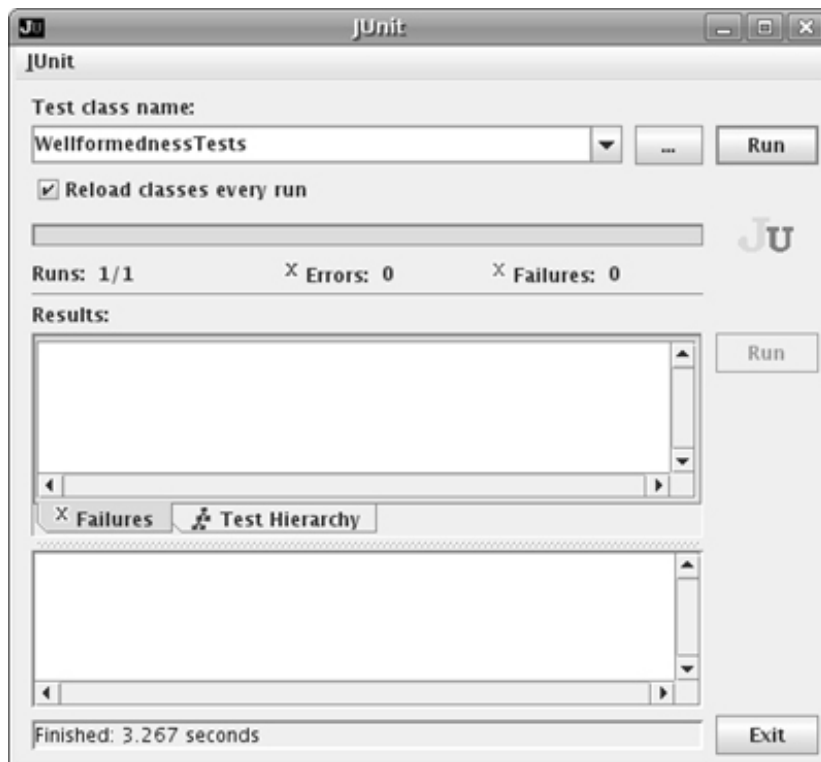 JU JUnit
JUnit
Test class name:
WellformednessTests ... Run
Reload classes every run
JU
Runs: 1/1 X Errors: 0 X Failures: 0
Results:
Run
X Failures Test Hierarchy
Finished: 3.267 seconds Exit